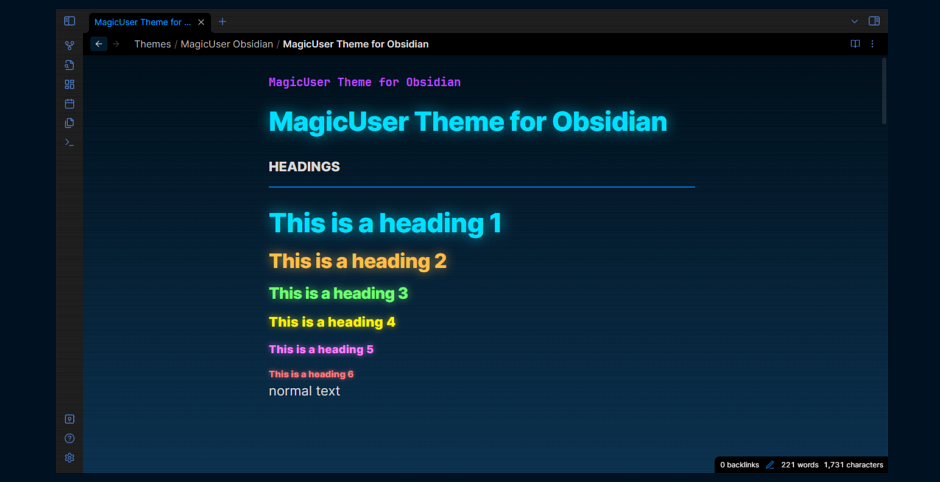 MagicUser Theme for ...
Themes / MagicUser Obsidian / MagicUser Theme for Obsidian
MagicUser Theme for Obsidian
MagicUser Theme for Obsidian
HEADINGS
This is a heading 1
This is a heading 2
This is a heading 3
This is a heading 4
This is a heading 5
This is a heading 6
normal text
0 backlinks 221 words 1,731 characters